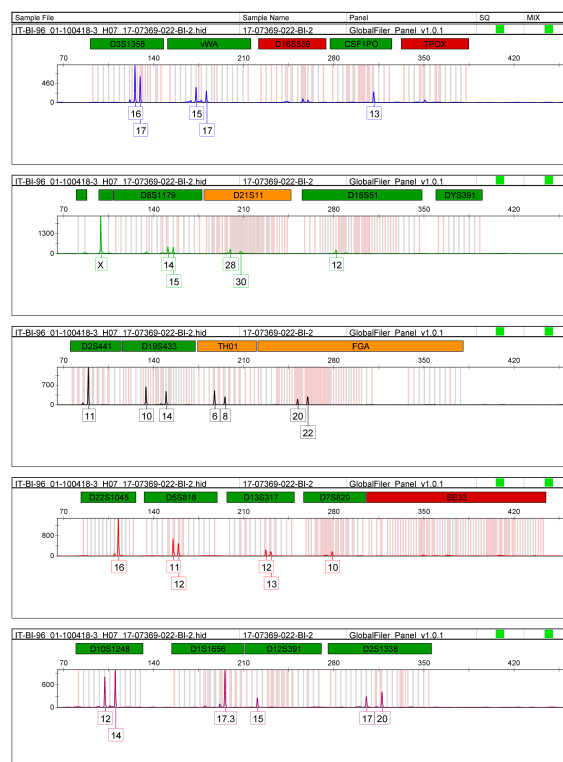 Sample File Sample Name Panel SQ MIX
IT-BI-96_01-100418-3_H07_17-07369-022-BI-2.hid 17-07369-022-BI-2 GlobalFiler_Panel_v1.0.1
D3S1358 vWA D16S539 CSF1PO TPOX
70 140 210 280 350 420
460
0
16 15 13
17 17
IT-BI-96_01-100418-3_H07_17-07369-022-BI-2.hid 17-07369-022-BI-2 GlobalFiler_Panel_v1.0.1
D8S1179 D21S11 D18S51 DYS391
70 140 210 280 350 420
1300
0
X 14 28 12
15 30
IT-BI-96_01-100418-3_H07_17-07369-022-BI-2.hid 17-07369-022-BI-2 GlobalFiler_Panel_v1.0.1
D2S441 D19S433 TH01 FGA
70 140 210 280 350 420
700
0
11 10 14 6 8 20
22
IT-BI-96_01-100418-3_H07_17-07369-022-BI-2.hid 17-07369-022-BI-2 GlobalFiler_Panel_v1.0.1
D22S1045 D5S818 D13S317 D7S820 SE33
70 140 210 280 350 420
800
0
16 11 12 10
12 13
IT-BI-96_01-100418-3_H07_17-07369-022-BI-2.hid 17-07369-022-BI-2 GlobalFiler_Panel_v1.0.1
D10S1248 D1S1656 D12S391 D2S1338
70 140 210 280 350 420
600
0
12 17.3 15 17 20
14